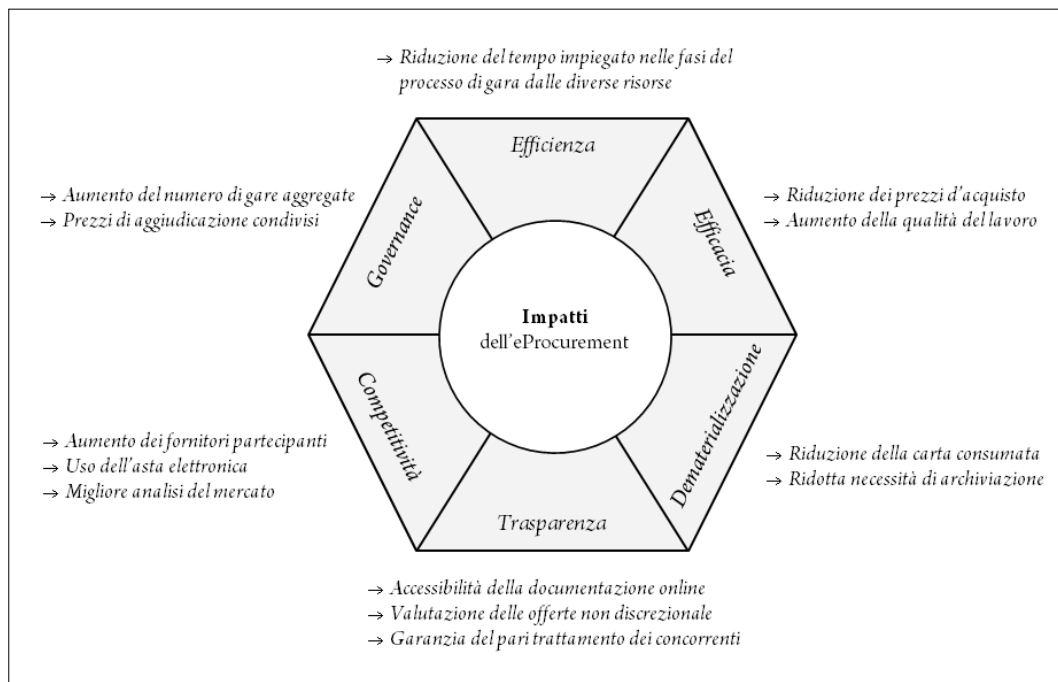 → Riduzione del tempo impiegato nelle fasi del
processo di gara dalle diverse risorse
Efficienza
→ Aumento del numero di gare aggregate
→ Prezzi di aggiudicazione condivisi
Governance
Efficacia
→ Riduzione dei prezzi d'acquisto
→ Aumento della qualità del lavoro
Impatti
dell'eProcurement
→ Aumento dei fornitori partecipanti
→ Uso dell'asta elettronica
→ Migliore analisi del mercato
Competitività
Dematerializzazione
→ Riduzione della carta consumata
→ Ridotta necessità di archiviazione
Trasparenza
→ Accessibilità della documentazione online
→ Valutazione delle offerte non discrezionale
→ Garanzia del pari trattamento dei concorrenti